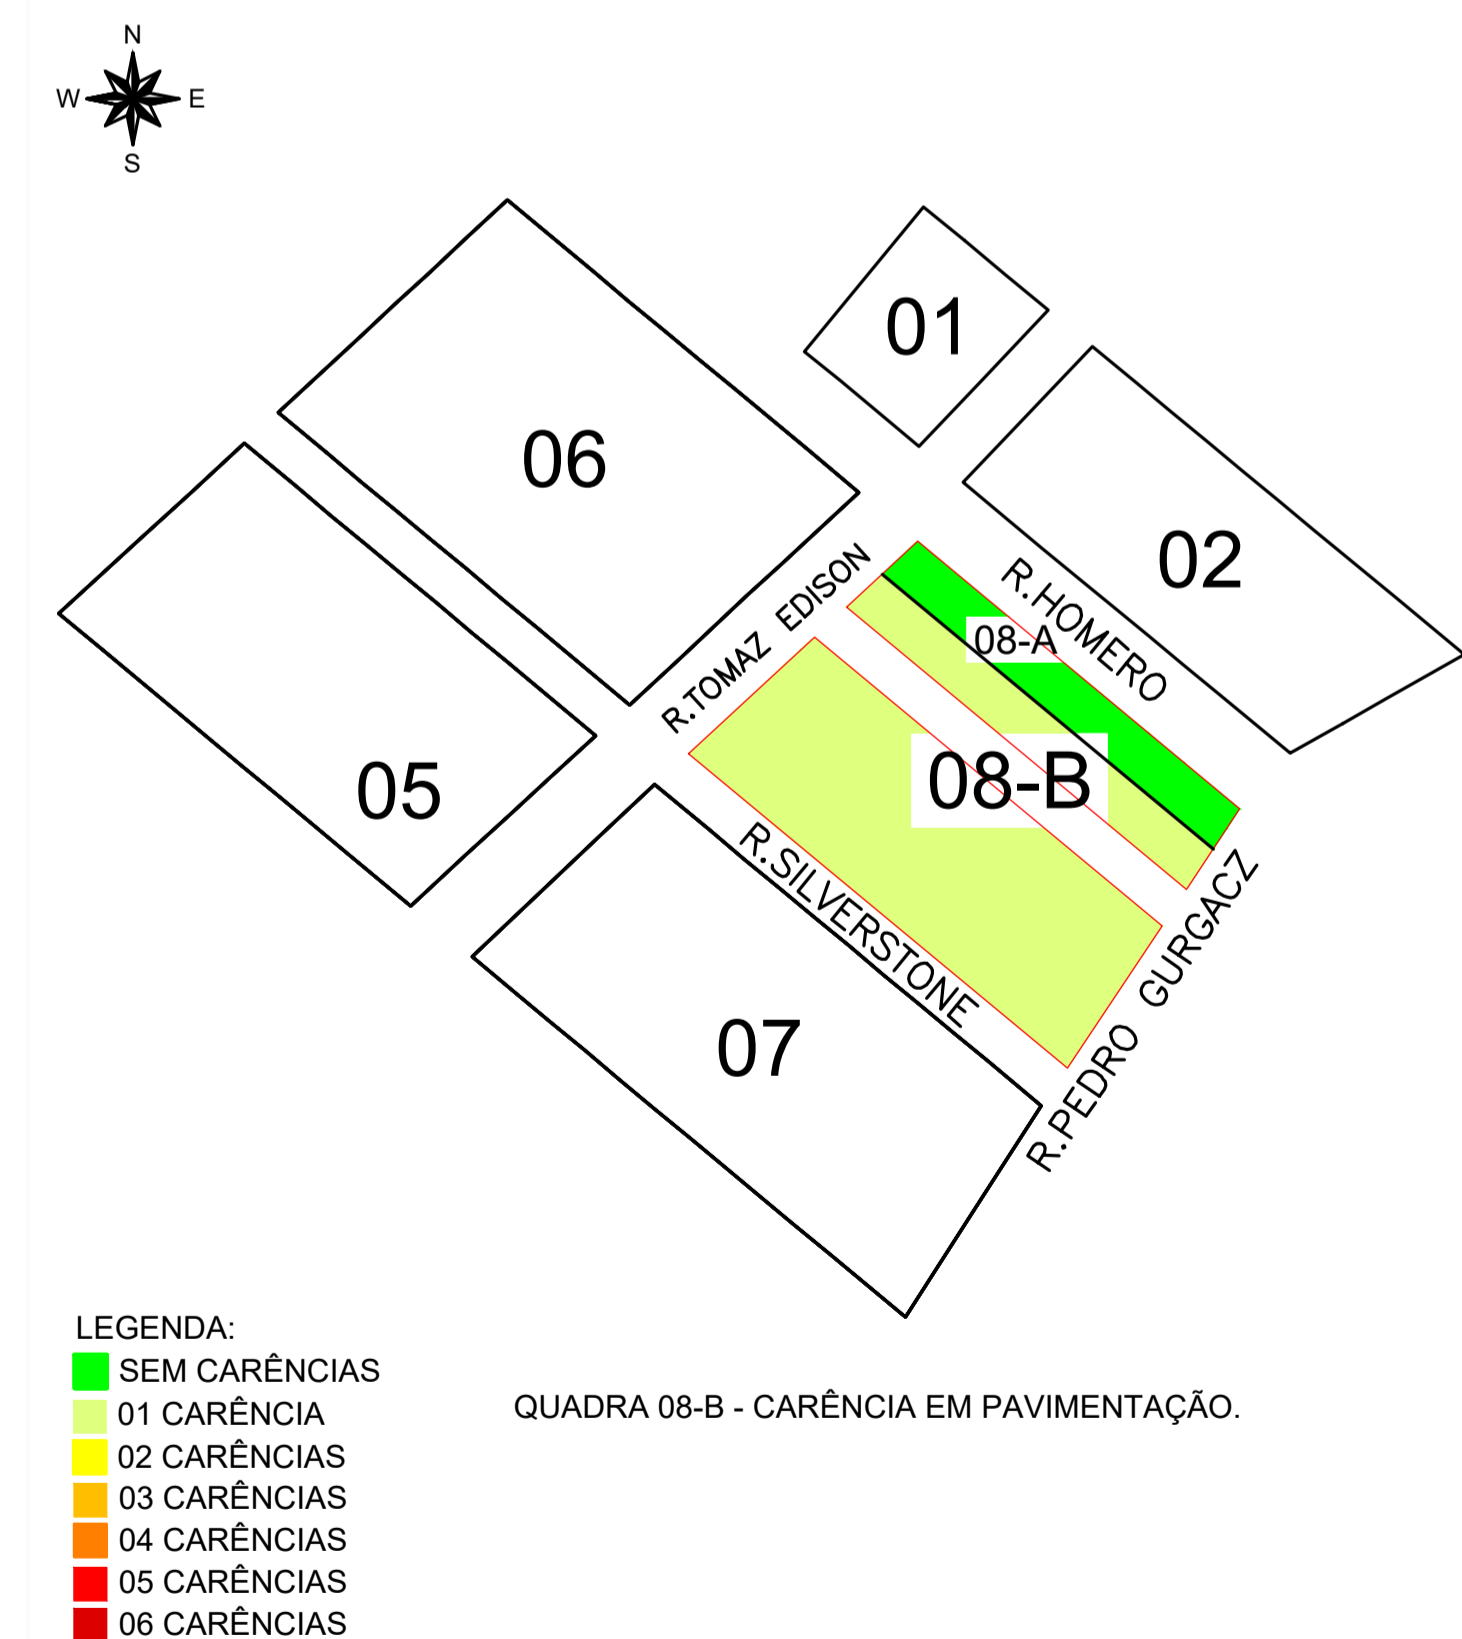 N
W E
S
01
06
02
R.HOMERO
R.TOMAZ EDISON
08-A
08-B
05
R.SILVERSTONE
R.PEDRO GURGACZ
07
LEGENDA:
SEM CARÊNCIAS
01 CARÊNCIA
02 CARÊNCIAS
03 CARÊNCIAS
04 CARÊNCIAS
05 CARÊNCIAS
06 CARÊNCIAS
QUADRA 08-B - CARÊNCIA EM PAVIMENTAÇÃO.